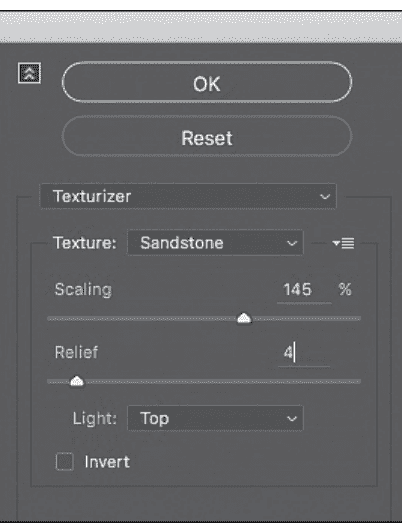 OK
Reset
Texturizer
Texture: Sandstone
Scaling 145 %
Relief 4
Light: Top
Invert